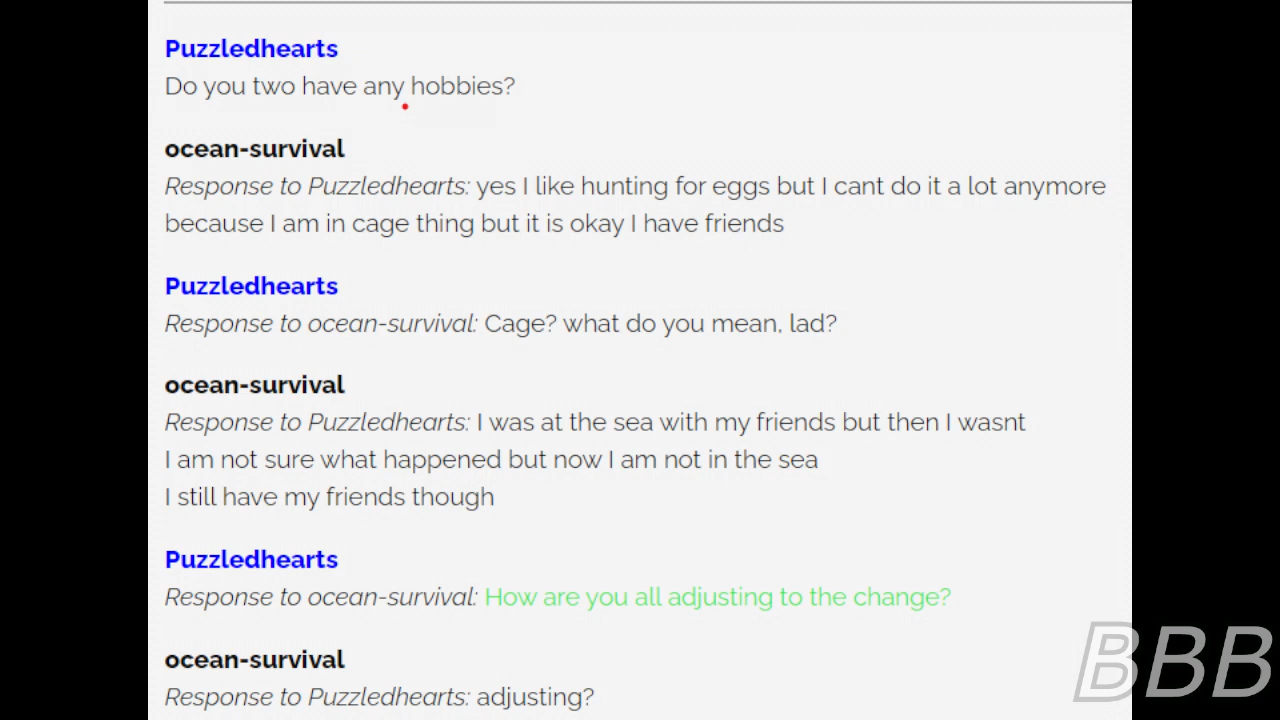 Puzzledhearts
Do you two have any hobbies?
ocean-survival
Response to Puzzledhearts: yes I like hunting for eggs but I cant do it a lot anymore
because I am in cage thing but it is okay I have friends
Puzzledhearts
Response to ocean-survival: Cage? what do you mean, lad?
ocean-survival
Response to Puzzledhearts: I was at the sea with my friends but then I wasnt
I am not sure what happened but now I am not in the sea
I still have my friends though
Puzzledhearts
Response to ocean-survival: How are you all adjusting to the change?
ocean-survival
Response to Puzzledhearts: adjusting?
BBB